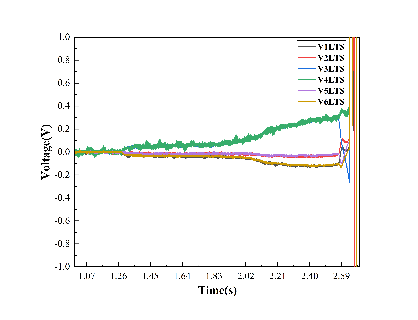 1.0
0.8
0.6
0.4
0.2
0.0
-0.2
-0.4
-0.6
-0.8
-1.0
Voltage(V)
V1LTS
V2LTS
V3LTS
V4LTS
V5LTS
V6LTS
1.07 1.26 1.45 1.64 1.83 2.02 2.21 2.40 2.59
Time(s)